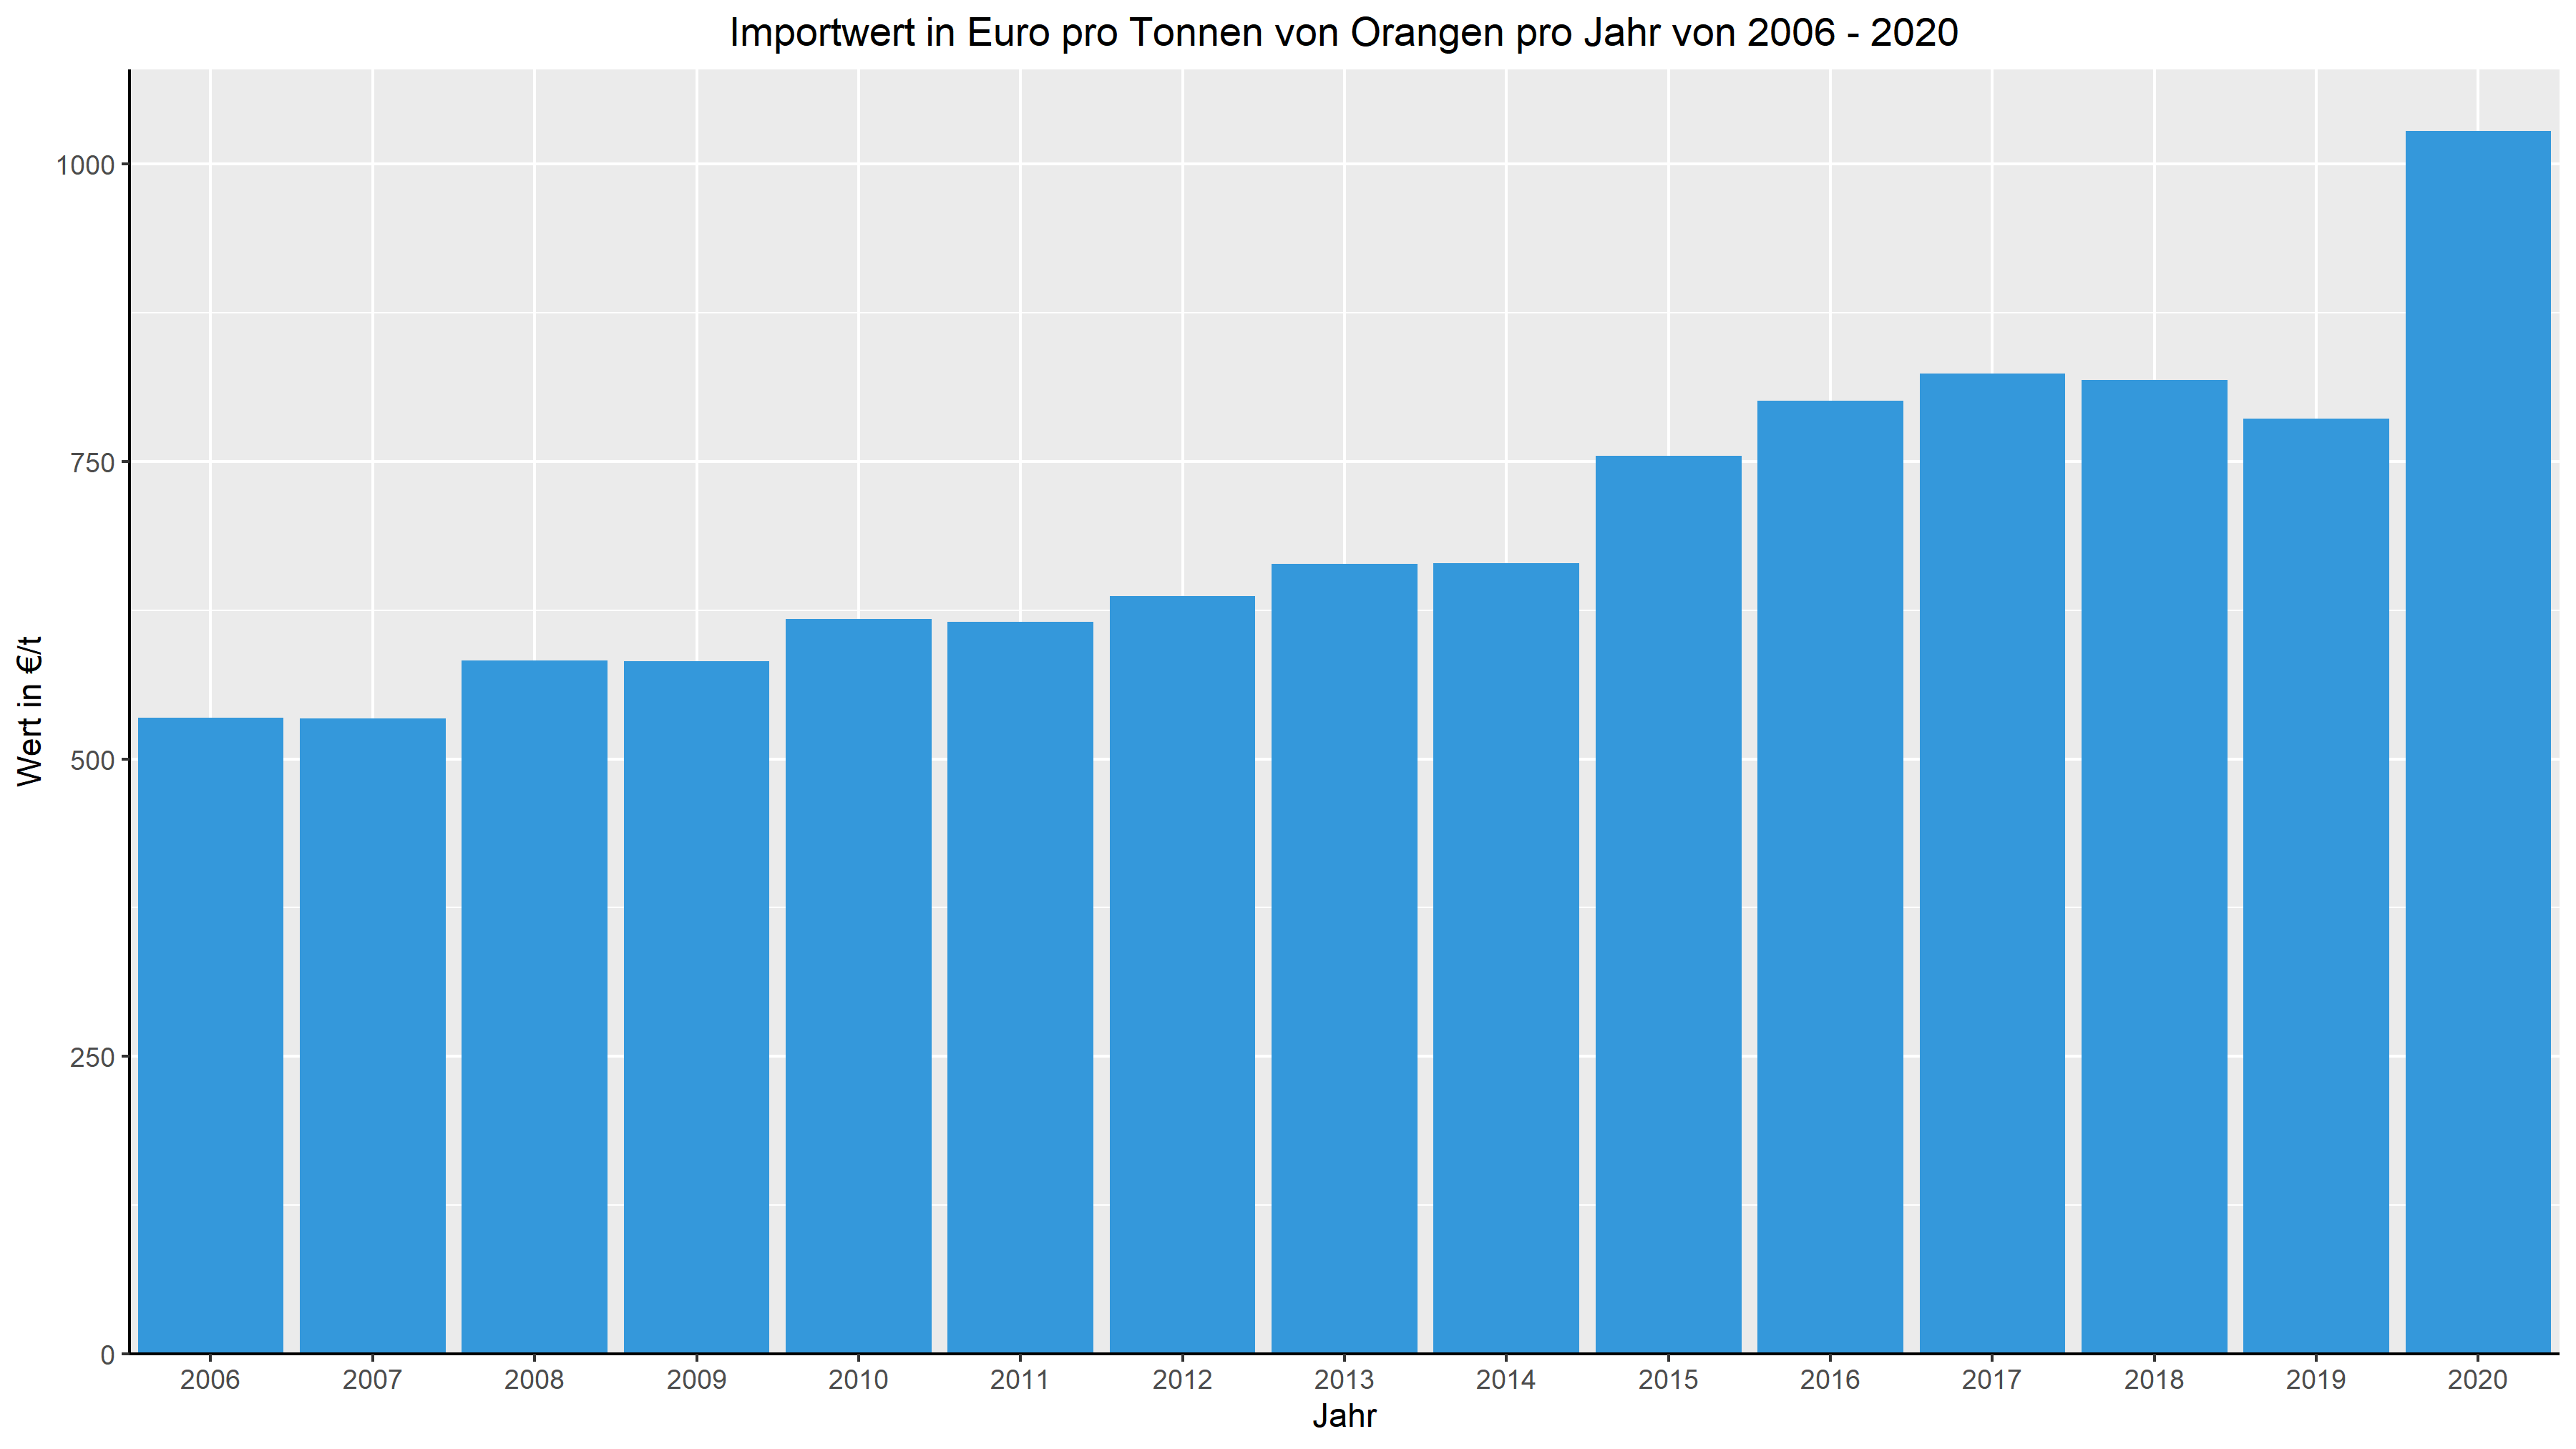 Importwert in Euro pro Tonnen von Orangen pro Jahr von 2006 - 2020
Wert in €/t
1000
750
500
250
0
2006 2007 2008 2009 2010 2011 2012 2013 2014 2015 2016 2017 2018 2019 2020
Jahr